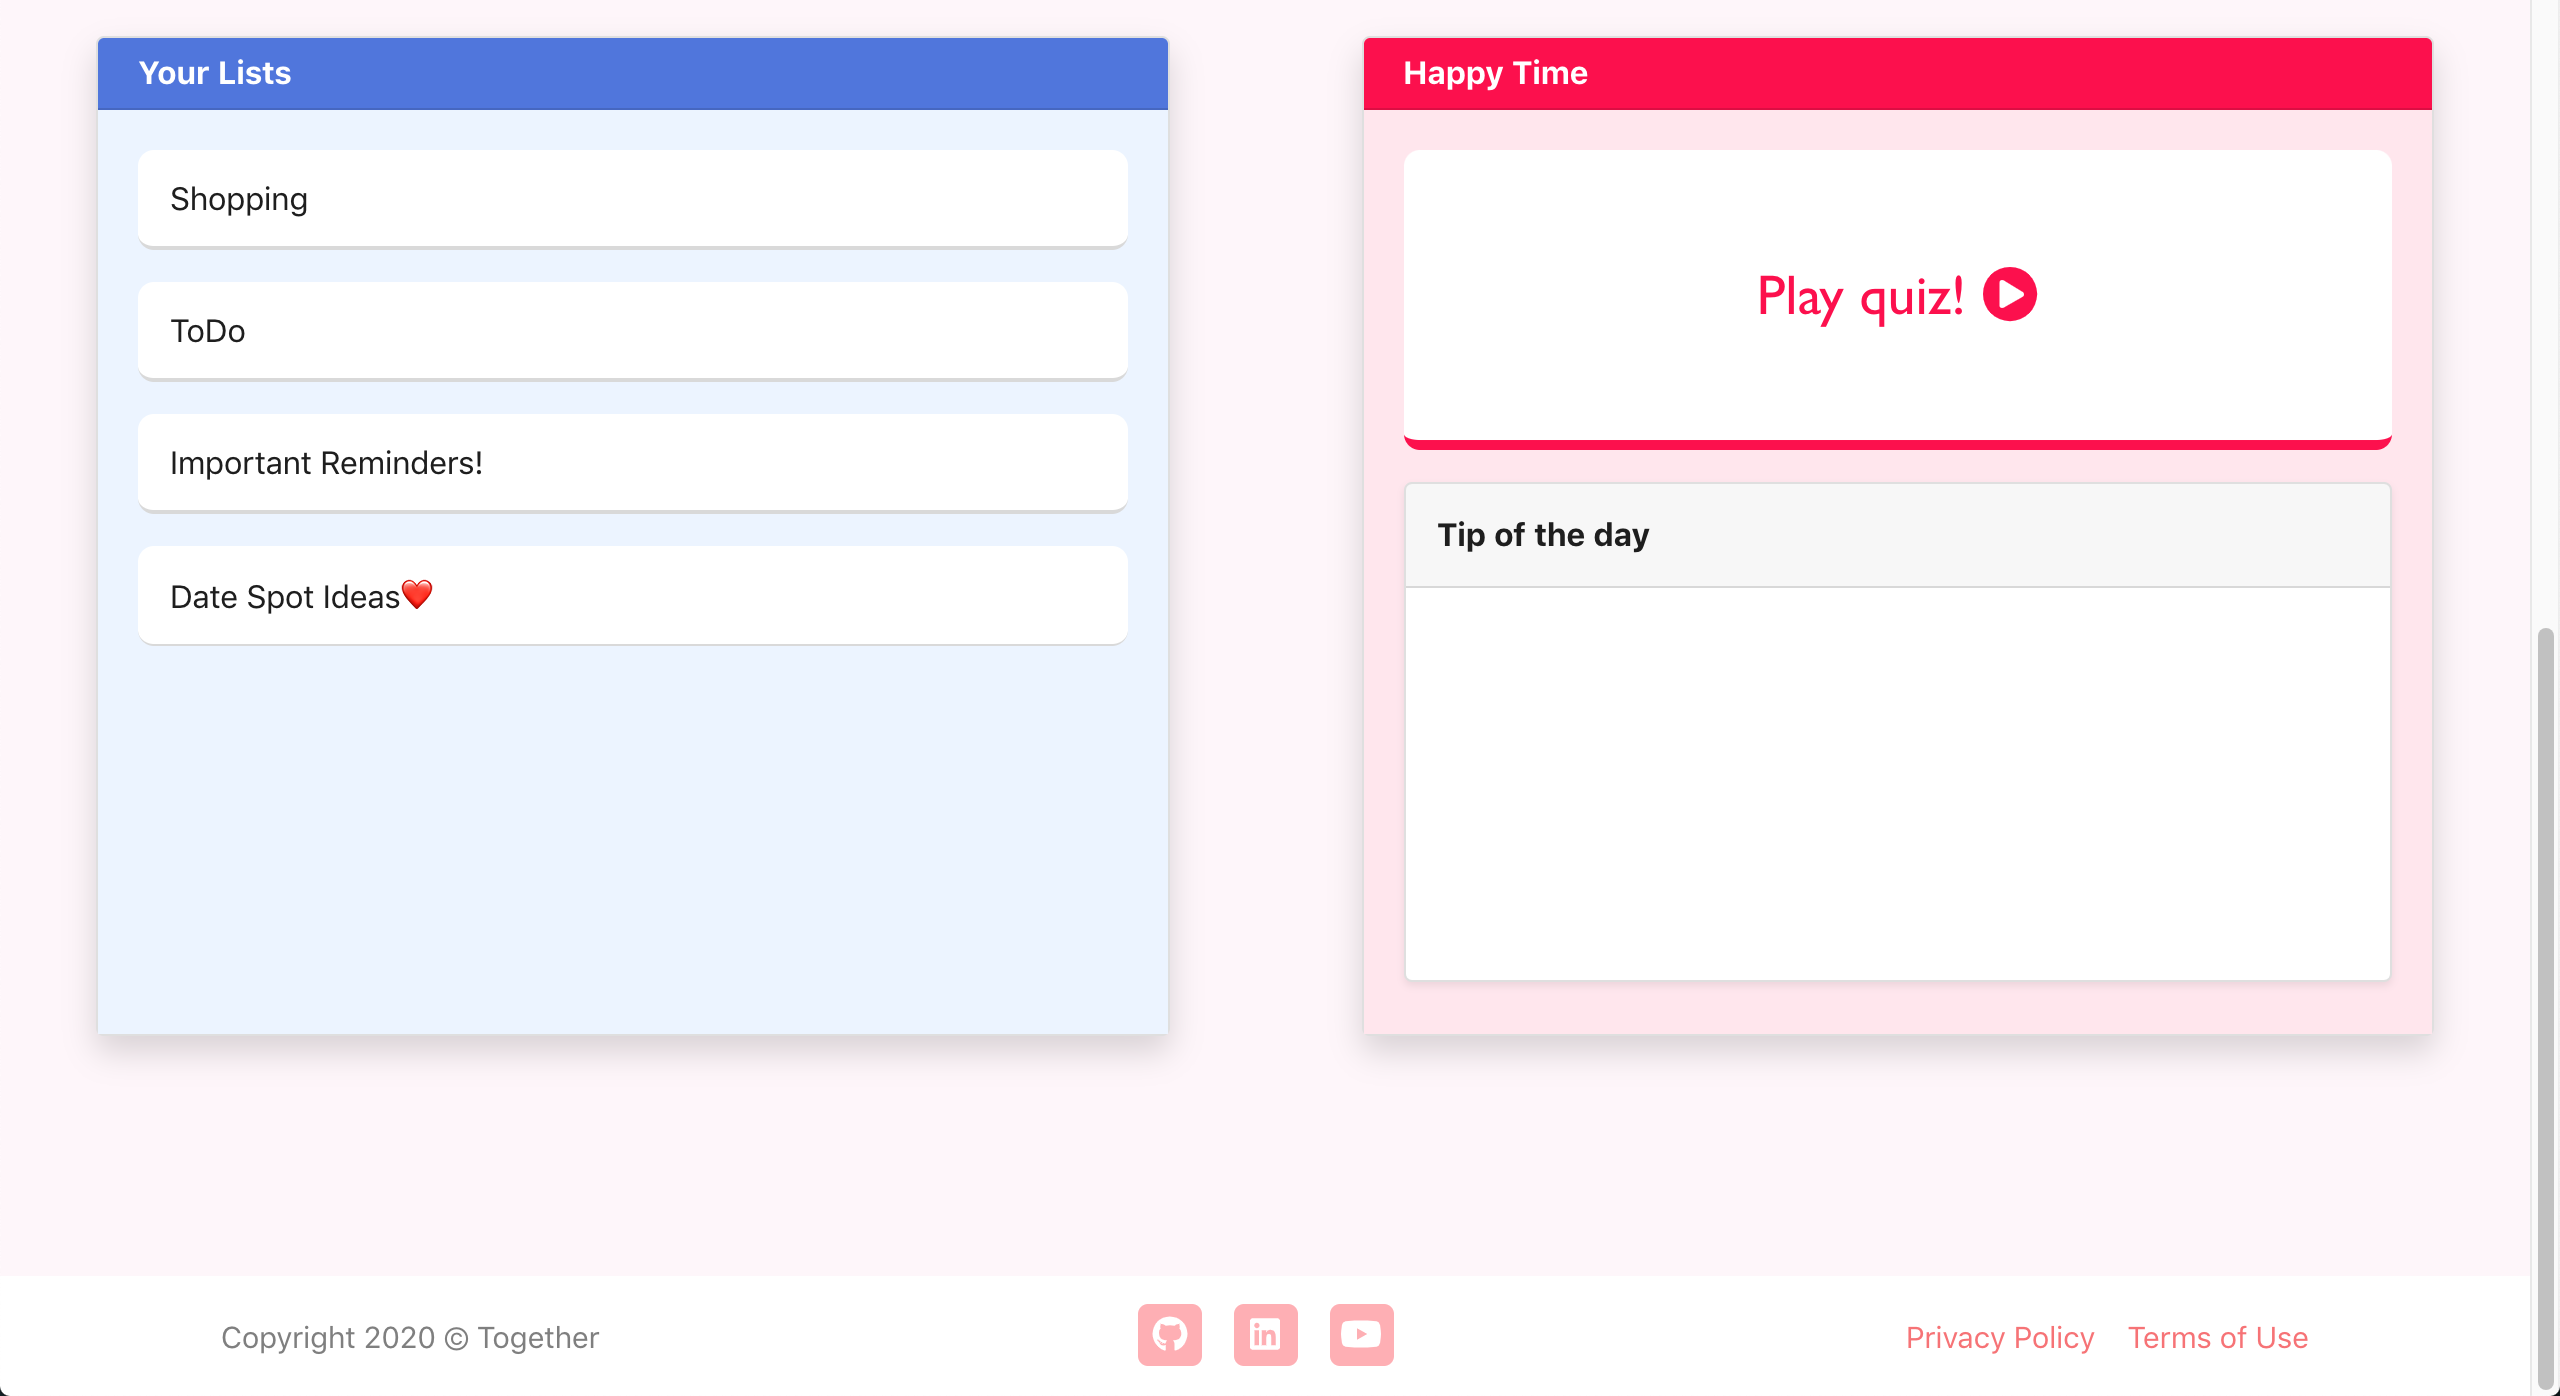 Your Lists
Shopping
ToDo
Important Reminders!
Date Spot Ideas❤️
Happy Time
Play quiz!
Tip of the day
Copyright 2020 © Together
in
Privacy Policy
Terms of Use